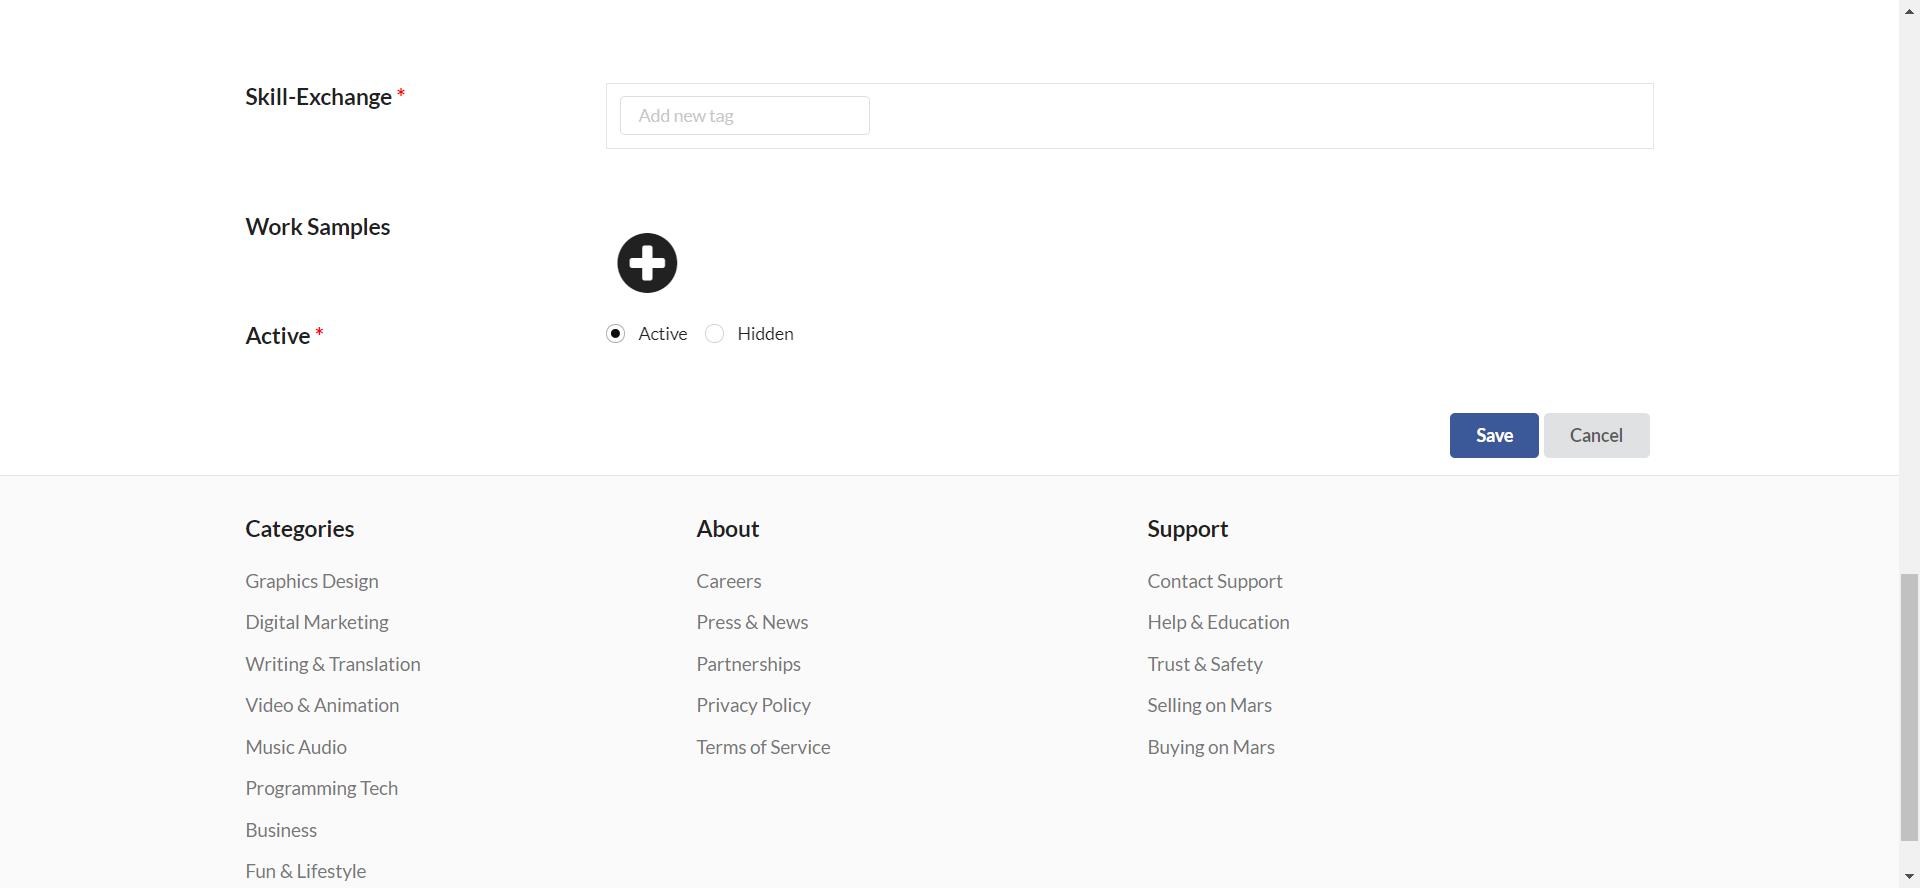 Skill-Exchange *
Add new tag
Work Samples
Active *
Active
Hidden
Save
Cancel
Categories
Graphics Design
Digital Marketing
Writing & Translation
Video & Animation
Music Audio
Programming Tech
Business
Fun & Lifestyle
About
Careers
Press & News
Partnerships
Privacy Policy
Terms of Service
Support
Contact Support
Help & Education
Trust & Safety
Selling on Mars
Buying on Mars